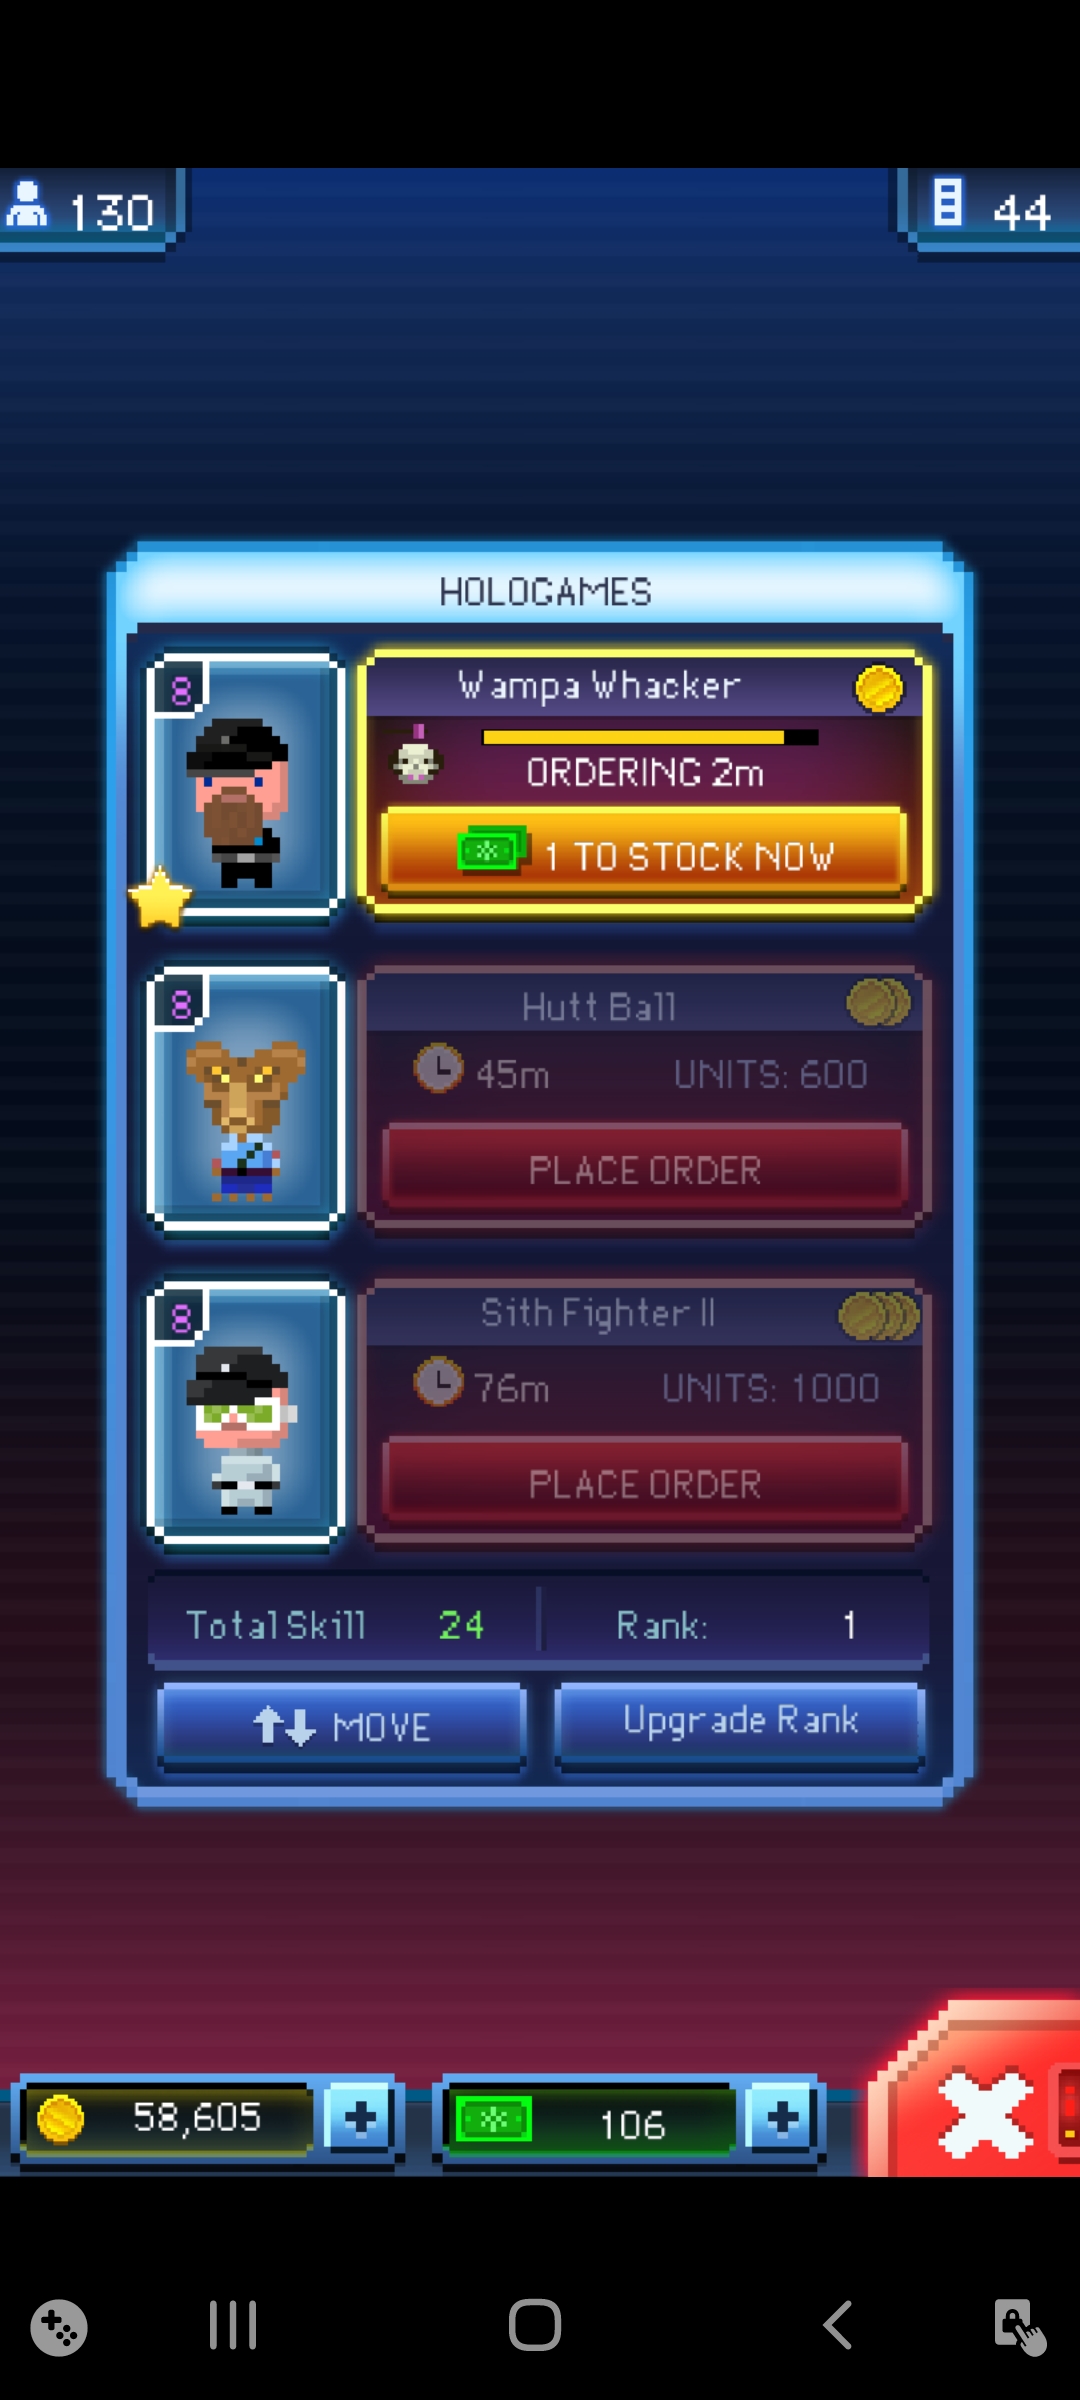 130
44
HOLOGAMES
8
Wampa Whacker
ORDERING 2m
1 TO STOCK NOW
8
Hutt Ball
45m UNITS: 600
PLACE ORDER
8
Sith Fighter II
76m UNITS: 1000
PLACE ORDER
Total Skill 24 Rank: 1
MOVE Upgrade Rank
58,605 106